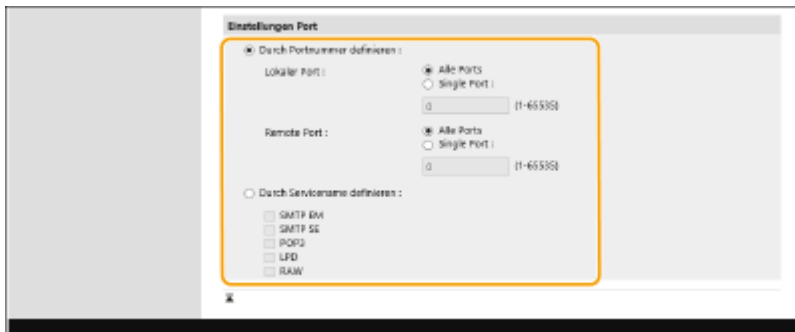 Einstellungen Port
Durch Portnummer definieren :
Lokaler Port :
Alle Ports
Single Port :
0 (1-65535)
Remote Port :
Alle Ports
Single Port :
0 (1-65535)
Durch Servicename definieren :
SMTP EM
SMTP SE
POP3
LPD
RAW